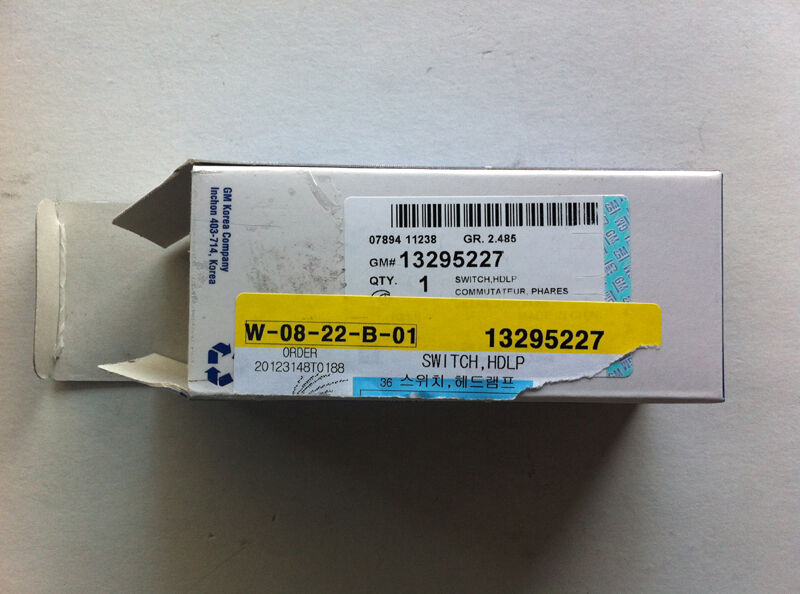 GM Korea Company
Inchon 403-714, Korea
07894 11238 GR. 2.485
GM# 13295227
QTY. 1 SWITCH,HDLP
COMMUTATEUR, PHARES
W-08-22-B-01 13295227
ORDER SWITCH,HDLP
20123148T0188
36 스위치,헤드램프
GM